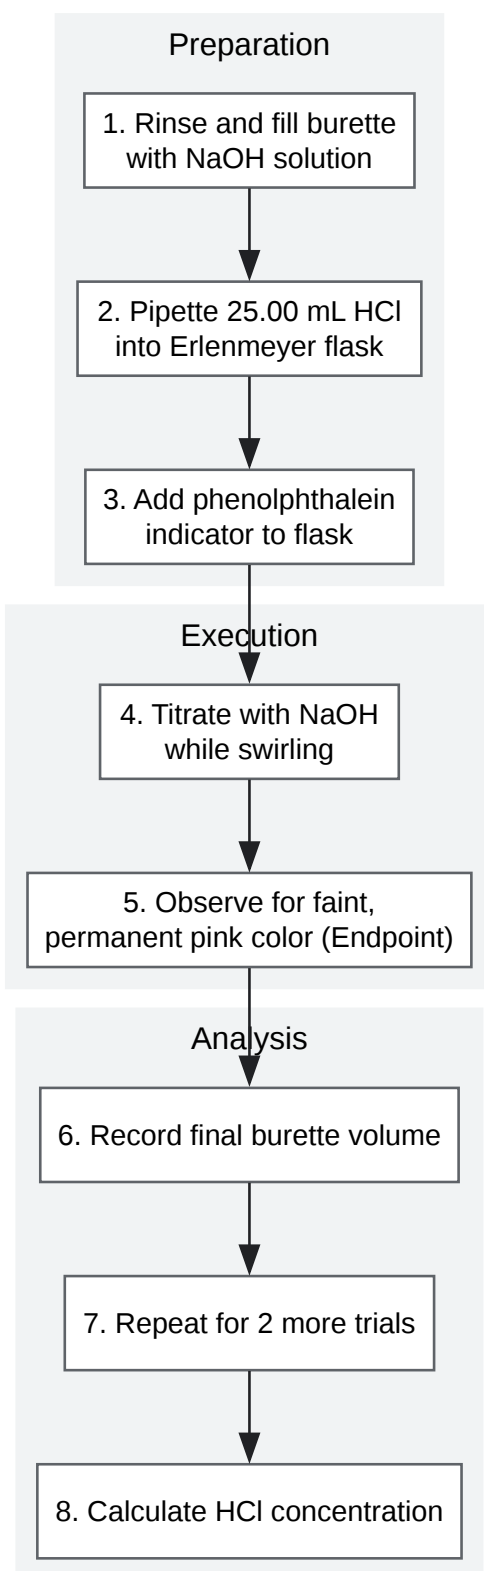 Preparation
1. Rinse and fill burette
with NaOH solution
2. Pipette 25.00 mL HCl
into Erlenmeyer flask
3. Add phenolphthalein
indicator to flask
Execution
4. Titrate with NaOH
while swirling
5. Observe for faint,
permanent pink color (Endpoint)
Analysis
6. Record final burette volume
7. Repeat for 2 more trials
8. Calculate HCl concentration